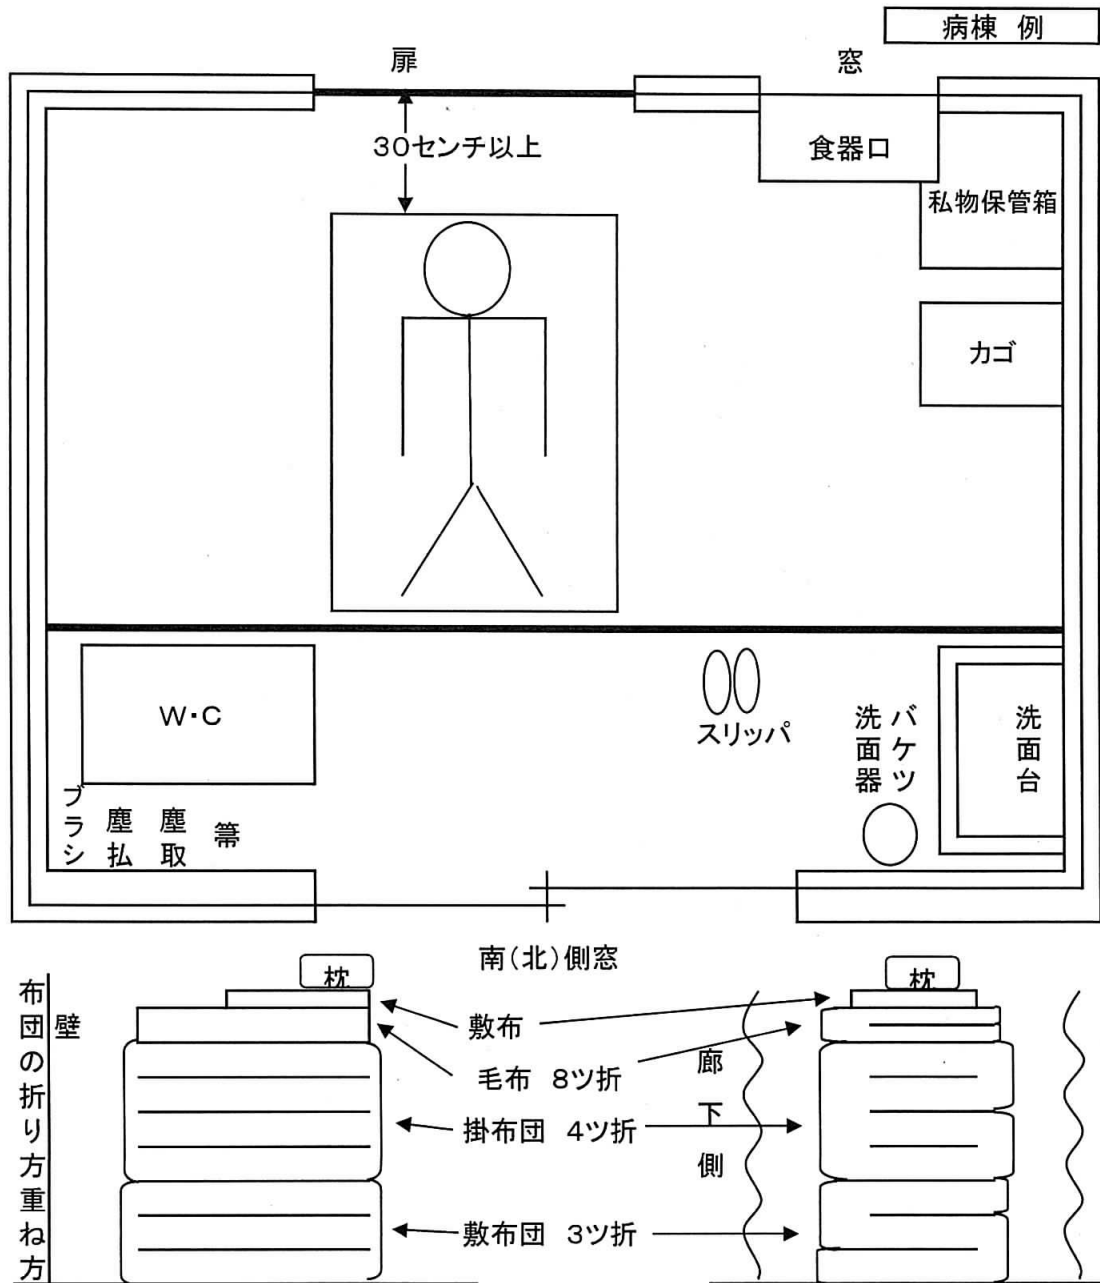 病棟 例
扉
窓
30センチ以上
食器口
私物保管箱
カゴ
W・C
スリッパ
洗面器
バケツ
洗面台
ブラシ
塵払
塵取
箒
南(北)側窓
布団の折り方重ね方
壁
枕
枕
敷布
毛布 8ツ折
掛布団 4ツ折
敷布団 3ツ折
廊下側